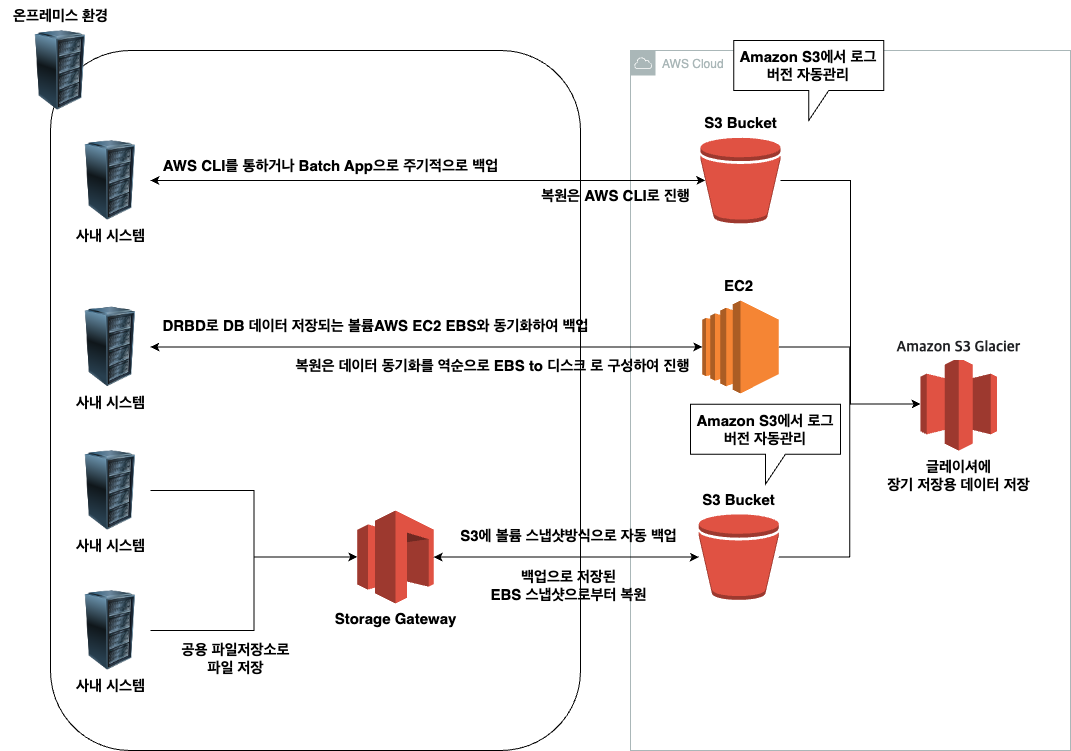 온프레미스 환경
AWS Cloud
Amazon S3에서 로그
버전 자동관리
S3 Bucket
AWS CLI를 통하거나 Batch App으로 주기적으로 백업
복원은 AWS CLI로 진행
사내 시스템
EC2
DRBD로 DB 데이터 저장되는 볼륨AWS EC2 EBS와 동기화하여 백업
복원은 데이터 동기화를 역순으로 EBS to 디스크 로 구성하여 진행
사내 시스템
Amazon S3 Glacier
글레이셔에
장기 저장용 데이터 저장
Amazon S3에서 로그
버전 자동관리
S3 Bucket
사내 시스템
S3에 볼륨 스냅샷방식으로 자동 백업
백업으로 저장된
EBS 스냅샷으로부터 복원
Storage Gateway
공용 파일저장소로
파일 저장
사내 시스템